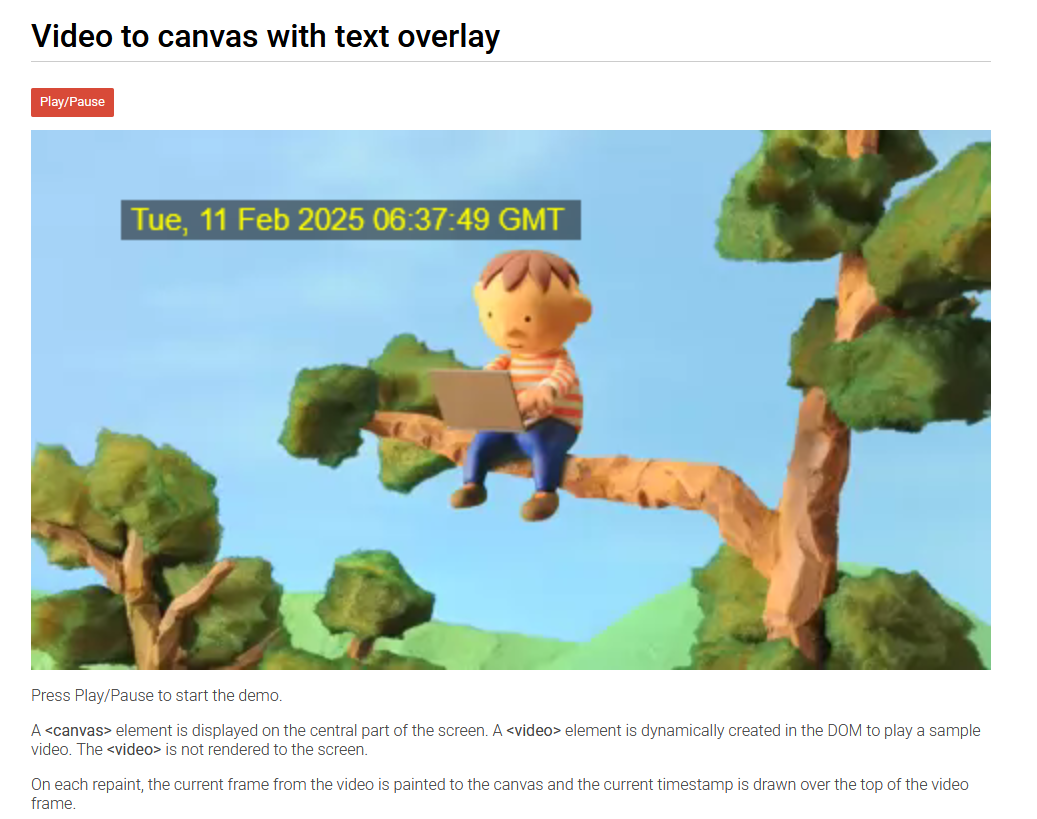 Video to canvas with text overlay
Play/Pause
Tue, 11 Feb 2025 06:37:49 GMT
Press Play/Pause to start the demo.
A <canvas> element is displayed on the central part of the screen. A <video> element is dynamically created in the DOM to play a sample
video. The <video> is not rendered to the screen.
On each repaint, the current frame from the video is painted to the canvas and the current timestamp is drawn over the top of the video
frame.